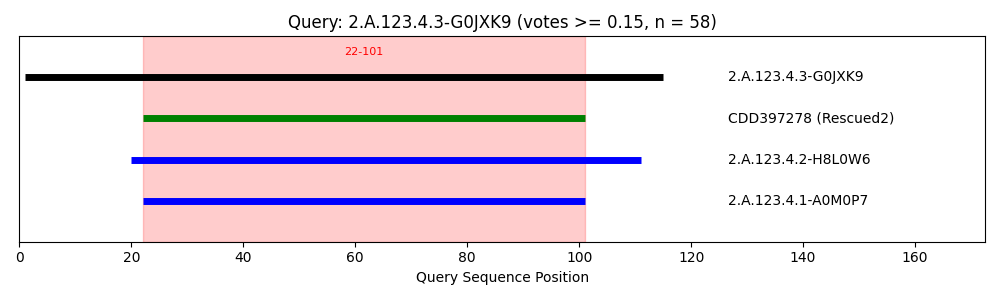 Query: 2.A.123.4.3-G0JXK9 (votes >= 0.15, n = 58)
22-101
2.A.123.4.3-G0JXK9
CDD397278 (Rescued2)
2.A.123.4.2-H8L0W6
2.A.123.4.1-A0M0P7
0 20 40 60 80 100 120 140 160
Query Sequence Position